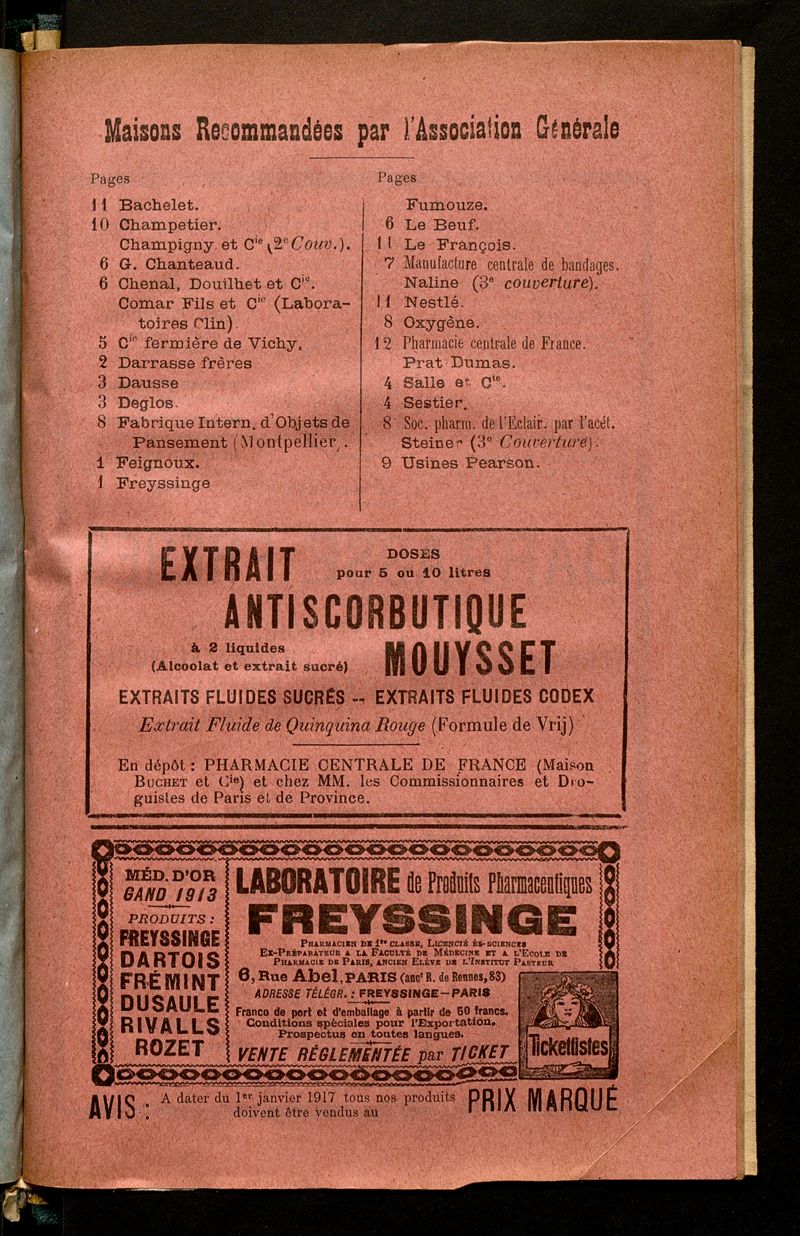 Maisons Recommandées par l'Association Générale
Pages
11 Bachelet.
10 Champetier.
Champigny et Cie (2e Couv.).
6 G. Chanteaud.
6 Chenal, Douilhet et Cie.
Comar Fils et Cie (Labora-
toires Clin).
5 Cie fermière de Vichy,
2 Darrasse frères
3 Dausse
3 Deglos.
8 Fabrique Intern. d'Objets de
Pansement (Montpellier).
1 Feignoux.
1 Freyssinge
Pages
Fumouze.
6 Le Beuf.
11 Le François.
7 Manufacture centrale de bandages.
Naline (3e couverture).
11 Nestlé.
8 Oxygène.
12 Pharmacie centrale de France.
Prat Dumas.
4 Salle et Cie.
4 Sestier.
8 Soc. pharm. de l'Eclair. par l'acét.
Steiner (3e Couverture).
9 Usines Pearson.
EXTRAIT
DOSES
pour 5 ou 10 litres
ANTISCORBUTIQUE
à 2 liquides
(Alcoolat et extrait sucré)
MOUYSSET
EXTRAITS FLUIDES SUCRÉS -- EXTRAITS FLUIDES CODEX
Extrait Fluide de Quinquina Rouge (Formule de Vrij)
En dépôt : PHARMACIE CENTRALE DE FRANCE (Maison
BUCHET et Cie) et chez MM. les Commissionnaires et Dro-
guistes de Paris et de Province.
MÉD. D'OR
GAND 1913
PRODUITS :
FREYSSINGE
DARTOIS
FRÉMINT
DUSAULE
RIVALLS
ROZET
LABORATOIRE de Produits Pharmaceutiques
FREYSSINGE
PHARMACIEN DE 1re CLASSE, LICENCIÉ ÈS-SCIENCES
EX-PRÉPARATEUR A LA FACULTÉ DE MÉDECINE ET A L'ECOLE DE
PHARMACIE DE PARIS, ANCIEN ELÈVE DE L'INSTITUT PASTEUR
6, Rue Abel, PARIS (anct R. de Rennes, 83)
ADRESSE TÉLÉGR. : FREYSSINGE-PARIS
Franco de port et d'emballage à partir de 50 francs.
Conditions spéciales pour l'Exportation.
Prospectus en toutes langues.
VENTE RÉGLEMENTÉE par TICKET
Tickettistes
AVIS : A dater du 1er janvier 1917 tous nos produits
doivent être vendus au PRIX MARQUÉ